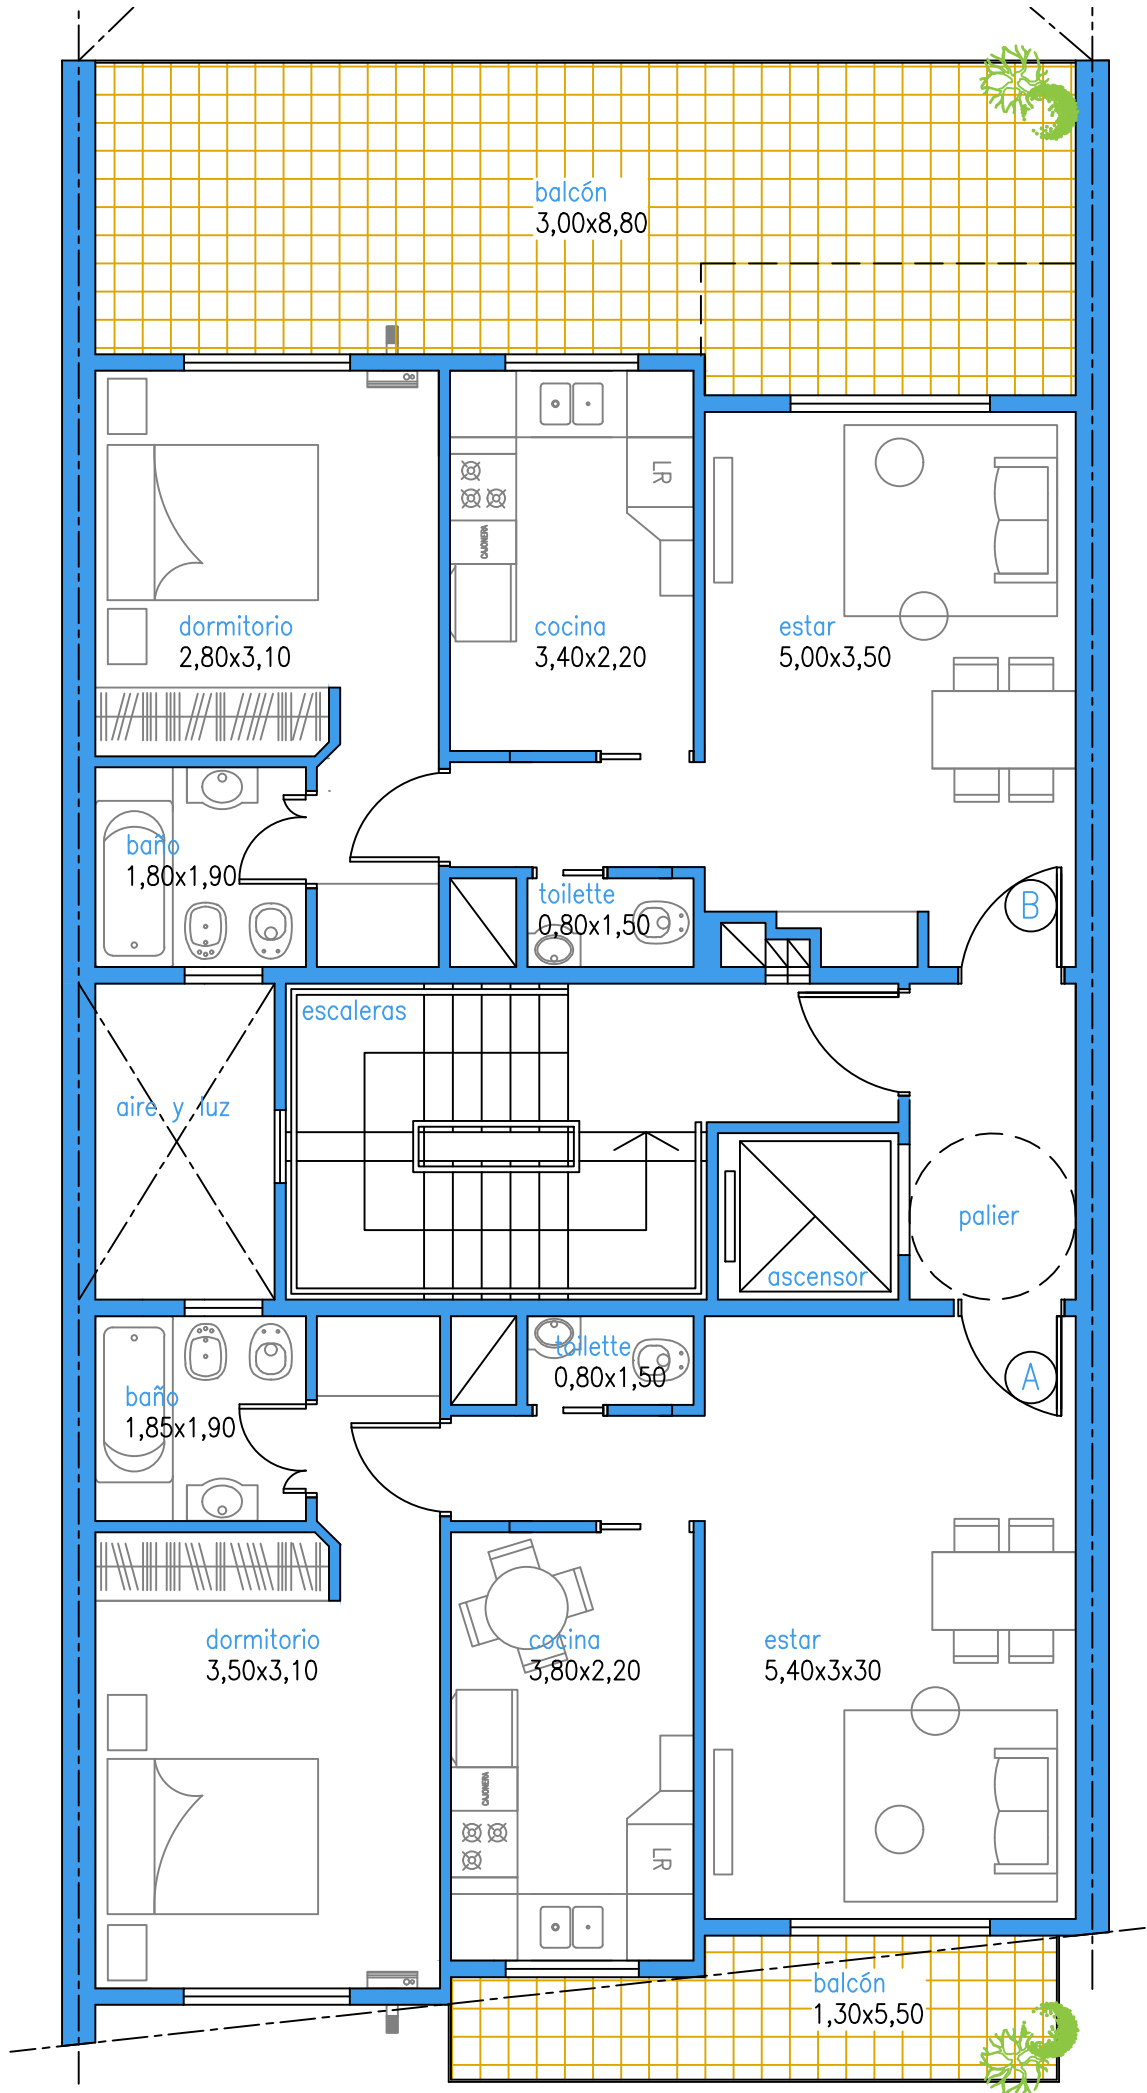 balcón
3,00x8,80
LR
CAJONERA
dormitorio
2,80x3,10
cocina
3,40x2,20
estar
5,00x3,50
baño
1,80x1,90
toilette
0,80x1,50
B
escaleras
aire y luz
palier
ascensor
toilette
0,80x1,50
A
baño
1,85x1,90
dormitorio
3,50x3,10
cocina
3,80x2,20
estar
5,40x3x30
CAJONERA
LR
balcón
1,30x5,50